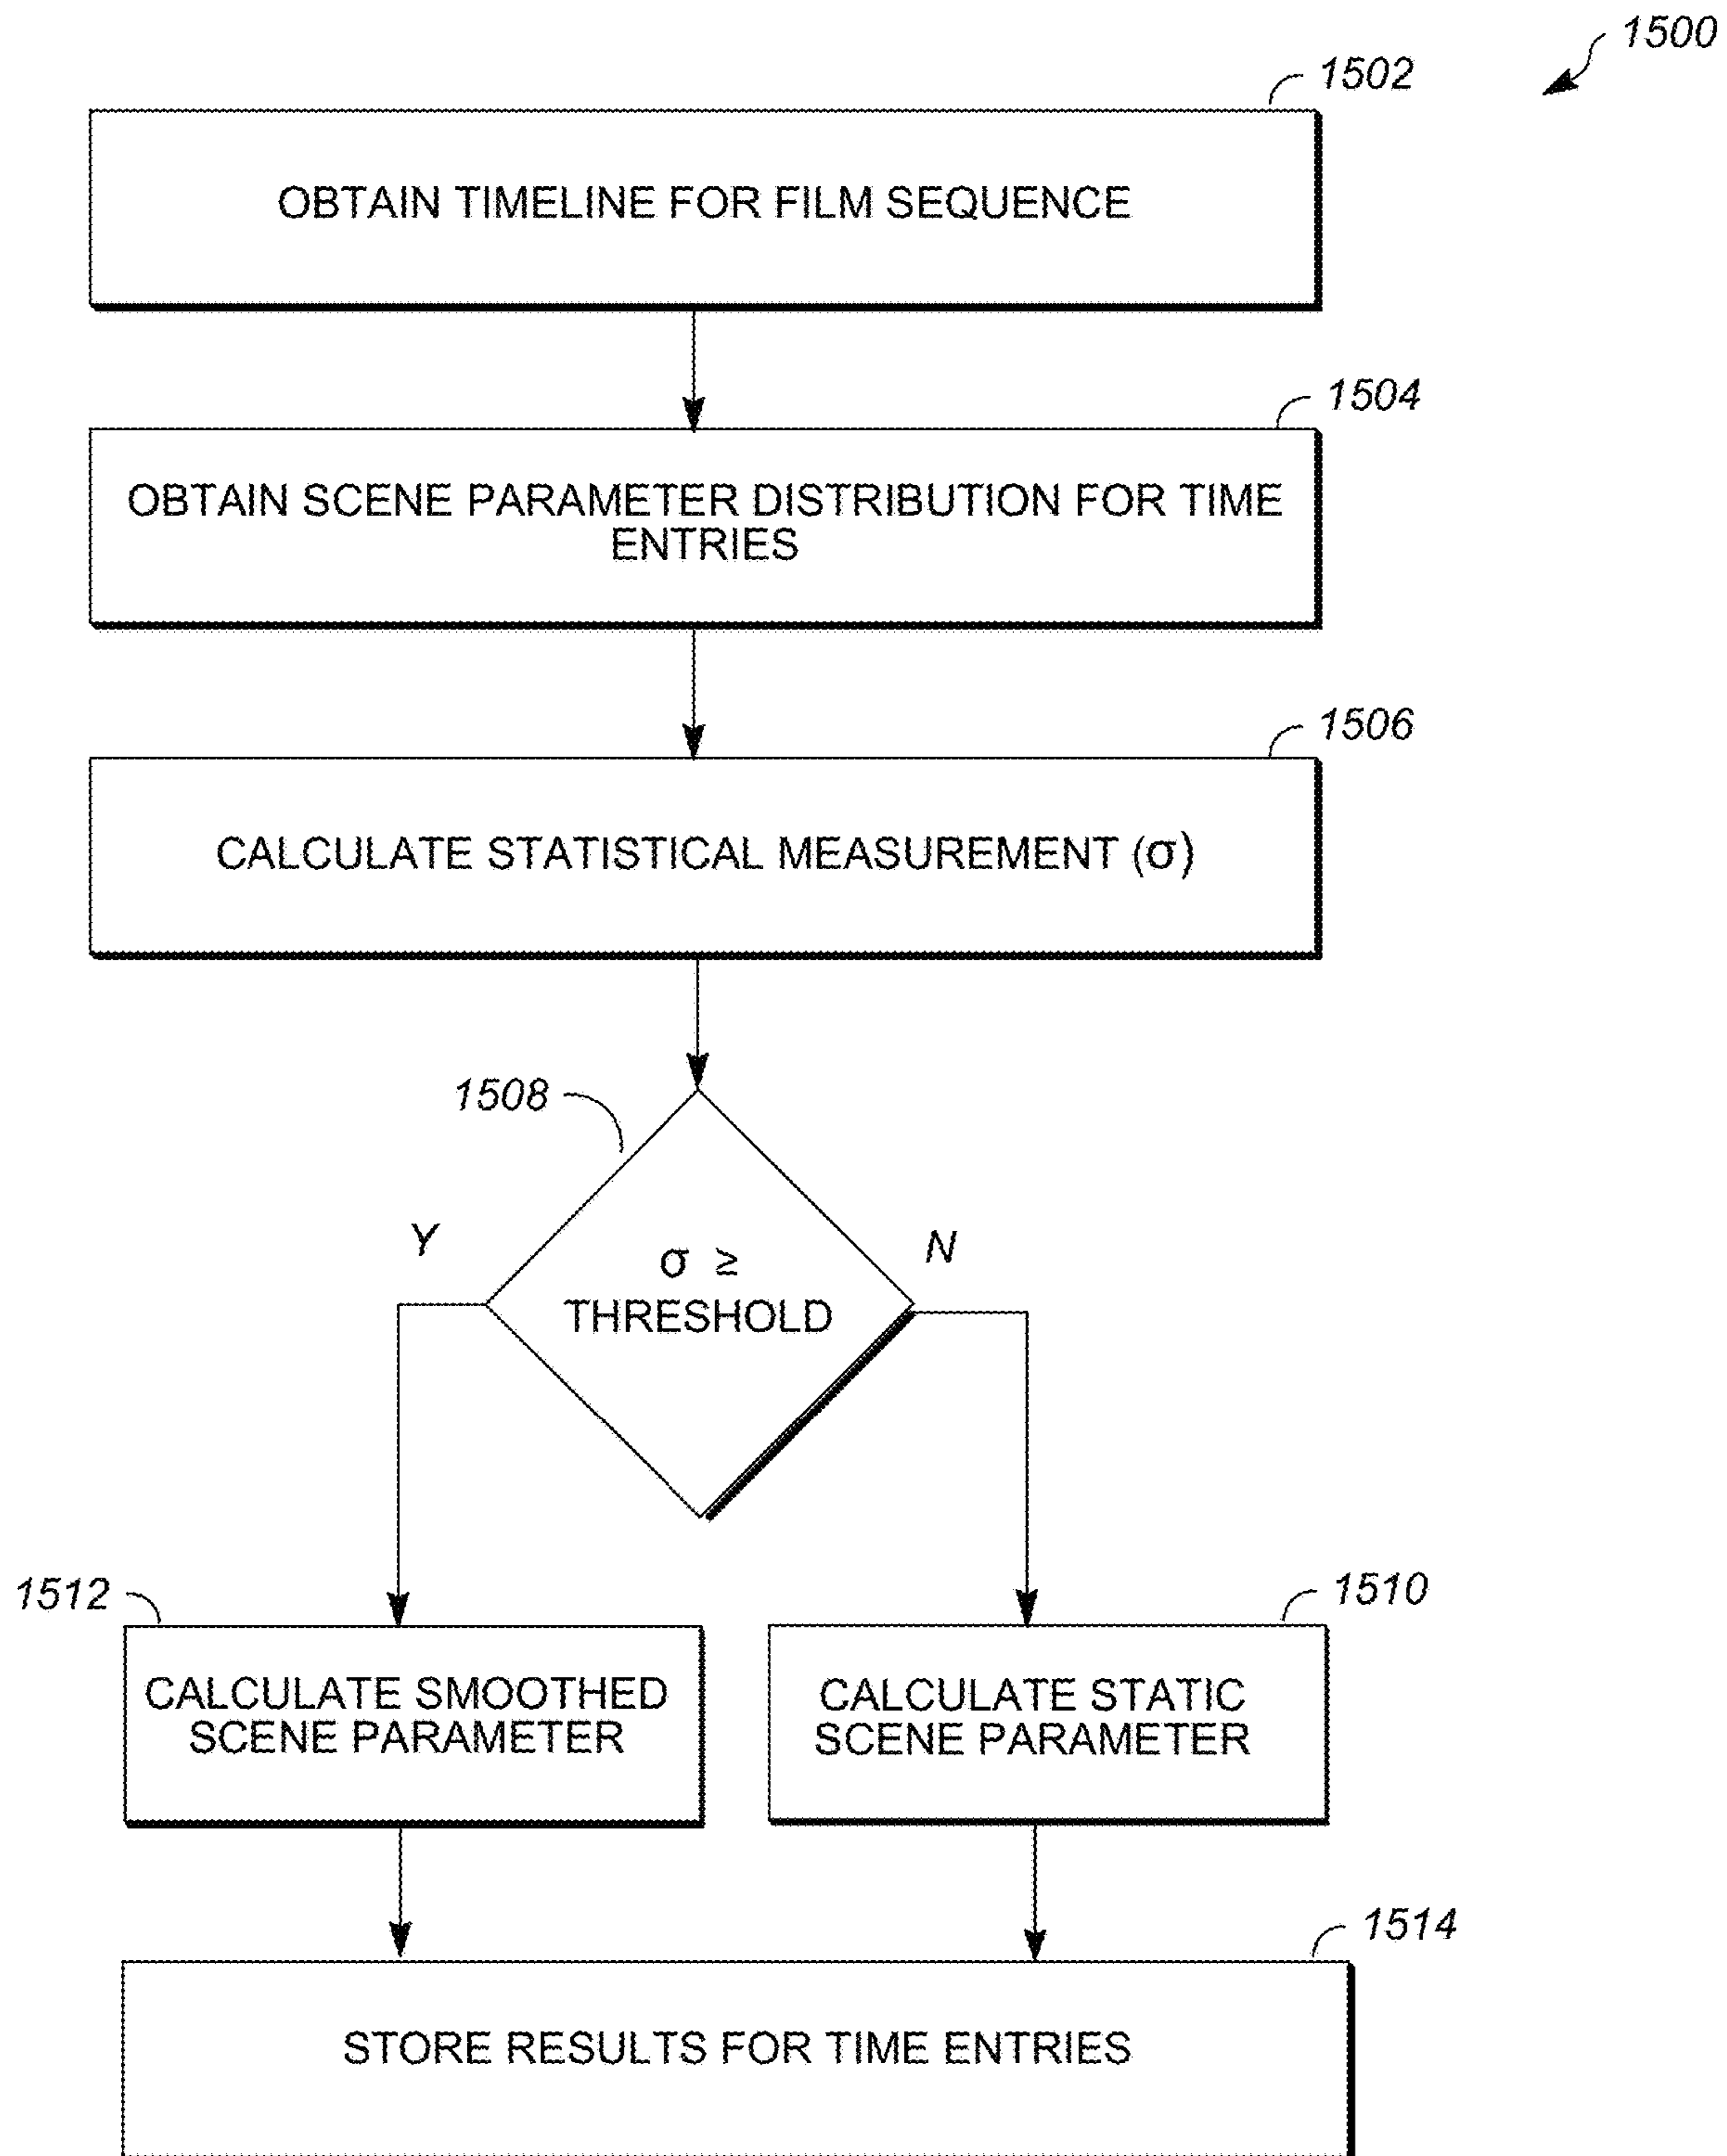 1500
1502
OBTAIN TIMELINE FOR FILM SEQUENCE
1504
OBTAIN SCENE PARAMETER DISTRIBUTION FOR TIME
ENTRIES
1506
CALCULATE STATISTICAL MEASUREMENT (σ)
1508
Y
N
σ ≥
THRESHOLD
1512
CALCULATE SMOOTHED
SCENE PARAMETER
1510
CALCULATE STATIC
SCENE PARAMETER
1514
STORE RESULTS FOR TIME ENTRIES